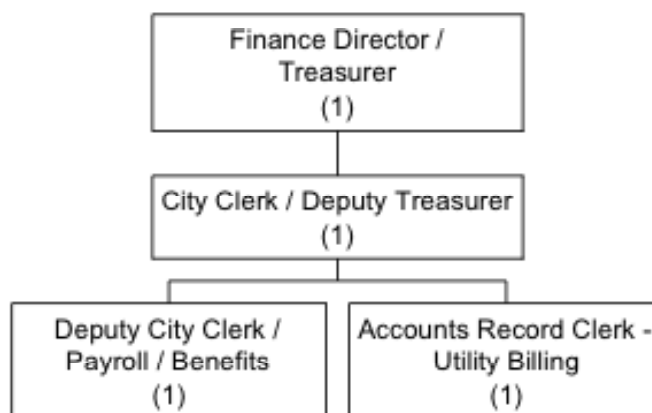 Finance Director /
Treasurer
(1)
City Clerk / Deputy Treasurer
(1)
Deputy City Clerk /
Payroll / Benefits
(1)
Accounts Record Clerk -
Utility Billing
(1)